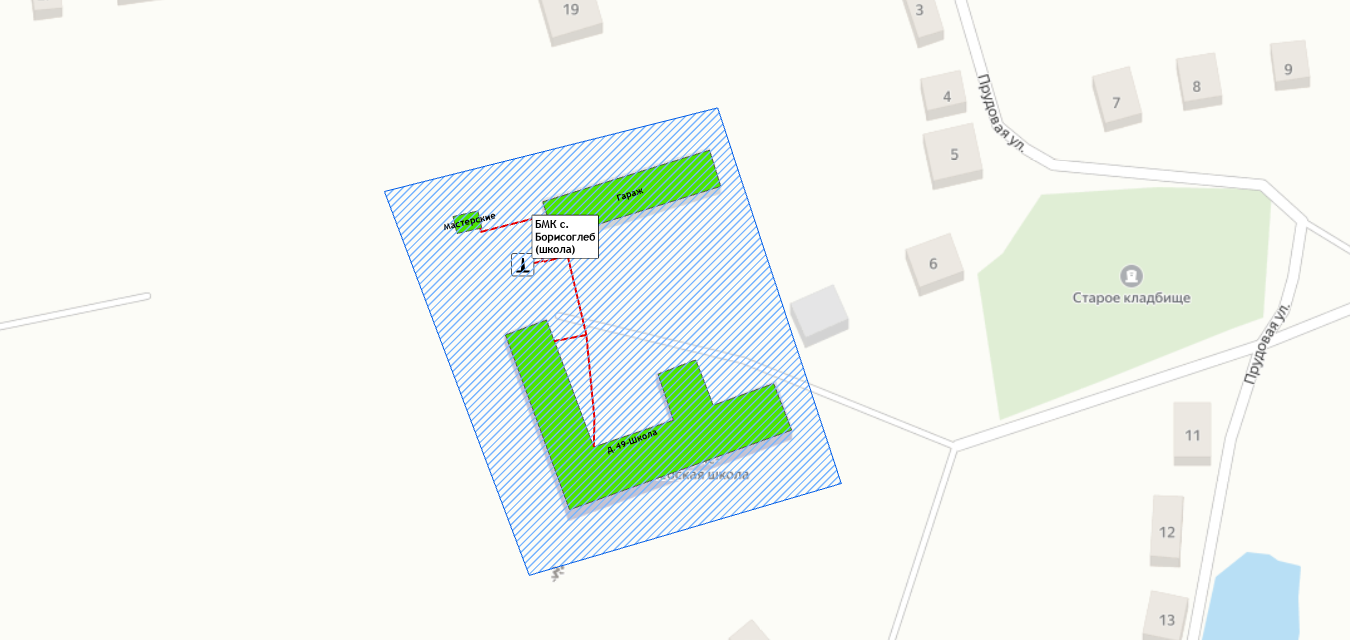 19
3
4
5
6
7
8
9
Прудовая ул.
Гараж
Мастерские
БМК с.
Борисоглеб
(школа)
Старое кладбище
Прудовая ул.
Д-49-Школа
школа
11
12
13